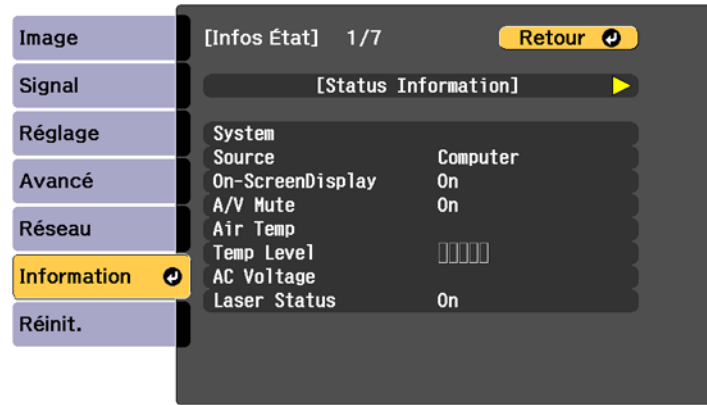 Image
Signal
Réglage
Avancé
Réseau
Information
Réinit.
[Infos État] 1/7
Retour
[Status Information]
System
Source Computer
On-ScreenDisplay On
A/V Mute On
Air Temp
Temp Level
AC Voltage
Laser Status On